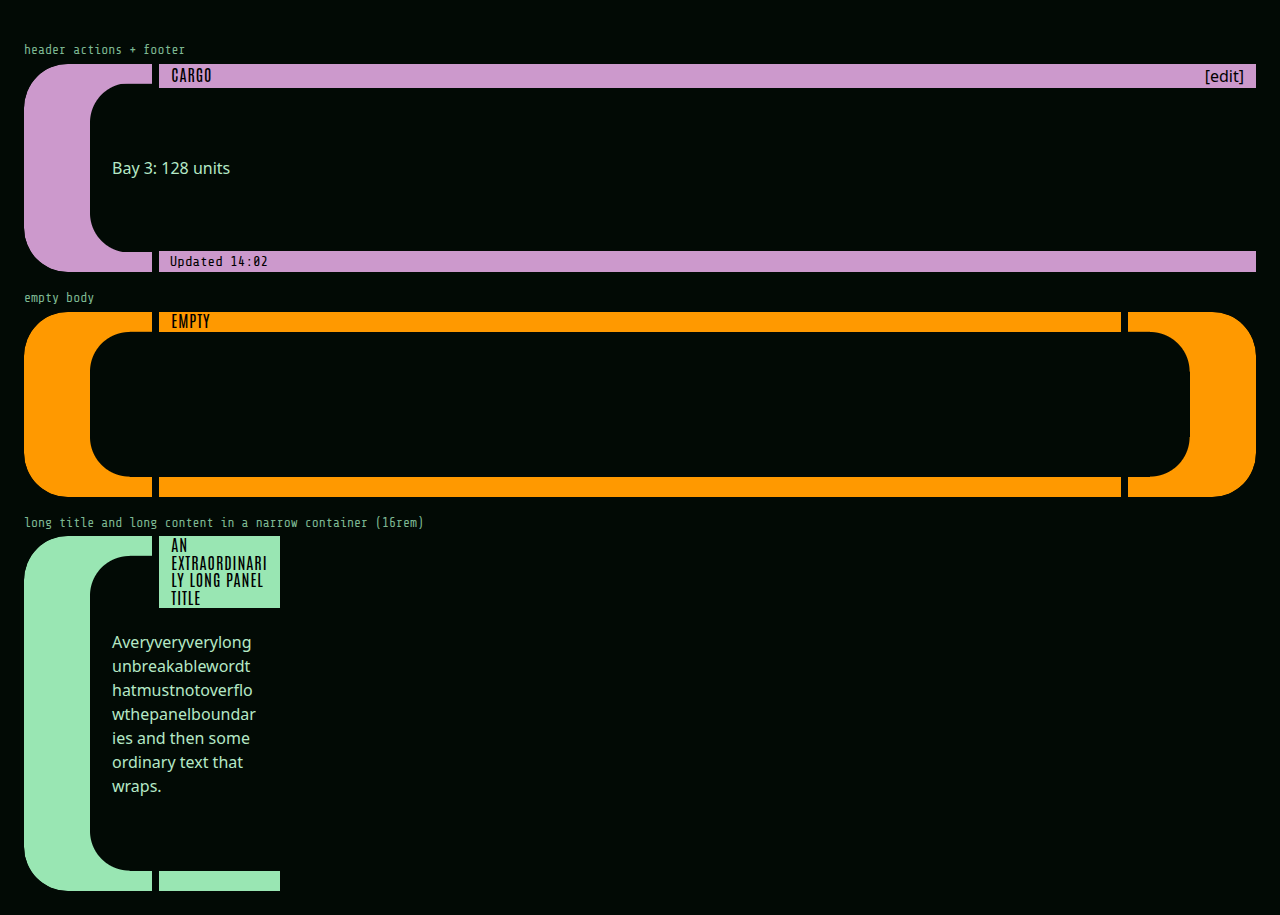 header actions + footer
CARGO [edit]
Bay 3: 128 units
Updated 14:02
empty body
EMPTY
long title and long content in a narrow container (16rem)
AN
EXTRAORDINARI
LY LONG PANEL
TITLE
Averyveryverylong
unbreakablewordt
hatmustnotoverflo
wthepanelboundar
ies and then some
ordinary text that
wraps.